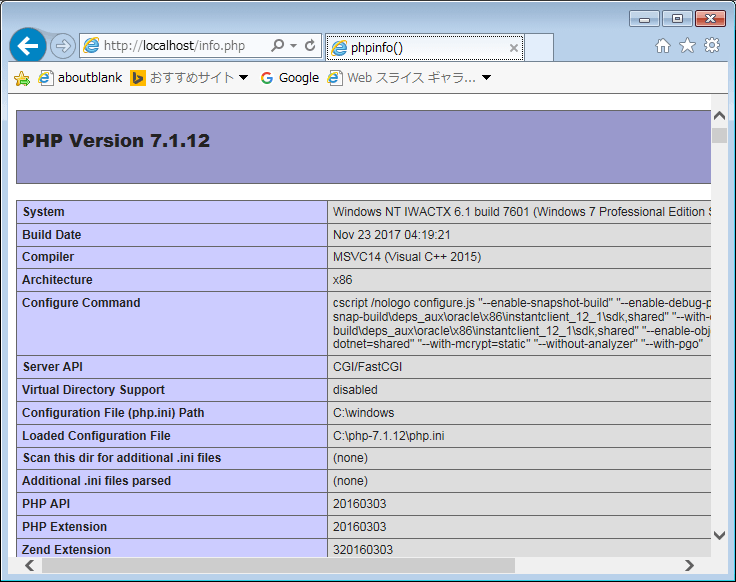 http://localhost/info.php
phpinfo()
aboutblank おすすめサイト Google Web スライス ギャラ...
PHP Version 7.1.12
System Windows NT IWACTX 6.1 build 7601 (Windows 7 Professional Edition S
Build Date Nov 23 2017 04:19:21
Compiler MSVC14 (Visual C++ 2015)
Architecture x86
Configure Command cscript /nologo configure.js "--enable-snapshot-build" "--enable-debug-p
snap-build\deps_aux\oracle\x86\instantclient_12_1\sdk,shared" "--with-o
build\deps_aux\oracle\x86\instantclient_12_1\sdk,shared" "--enable-obj
dotnet=shared" "--with-mcrypt=static" "--without-analyzer" "--with-pgo"
Server API CGI/FastCGI
Virtual Directory Support disabled
Configuration File (php.ini) Path C:\windows
Loaded Configuration File C:\php-7.1.12\php.ini
Scan this dir for additional .ini files (none)
Additional .ini files parsed (none)
PHP API 20160303
PHP Extension 20160303
Zend Extension 320160303